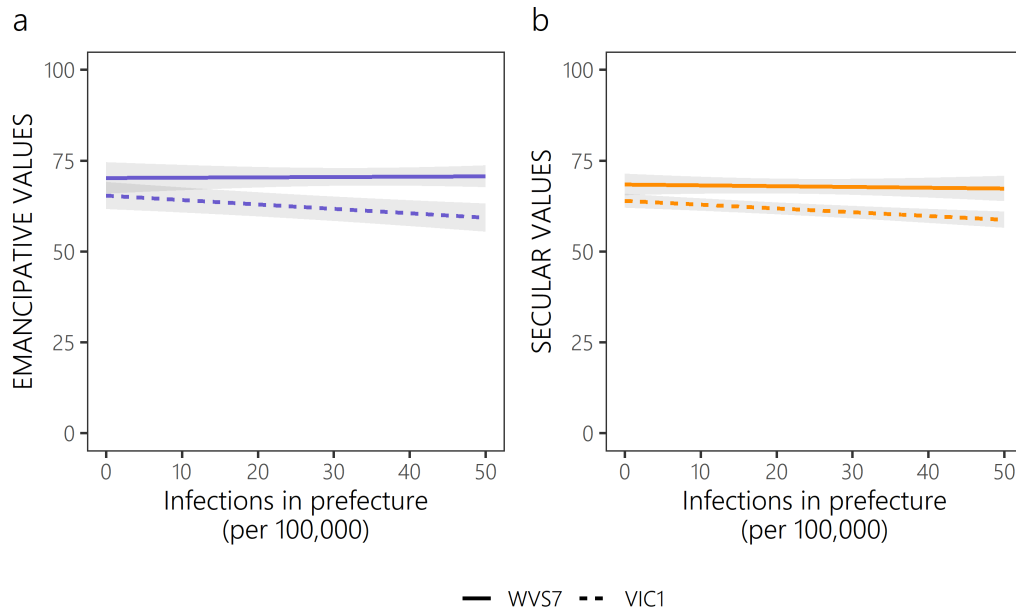 a
EMANCIPATIVE VALUES
100
75
50
25
0
0 10 20 30 40 50
Infections in prefecture
(per 100,000)
b
SECULAR VALUES
100
75
50
25
0
0 10 20 30 40 50
Infections in prefecture
(per 100,000)
WVS7 VIC1